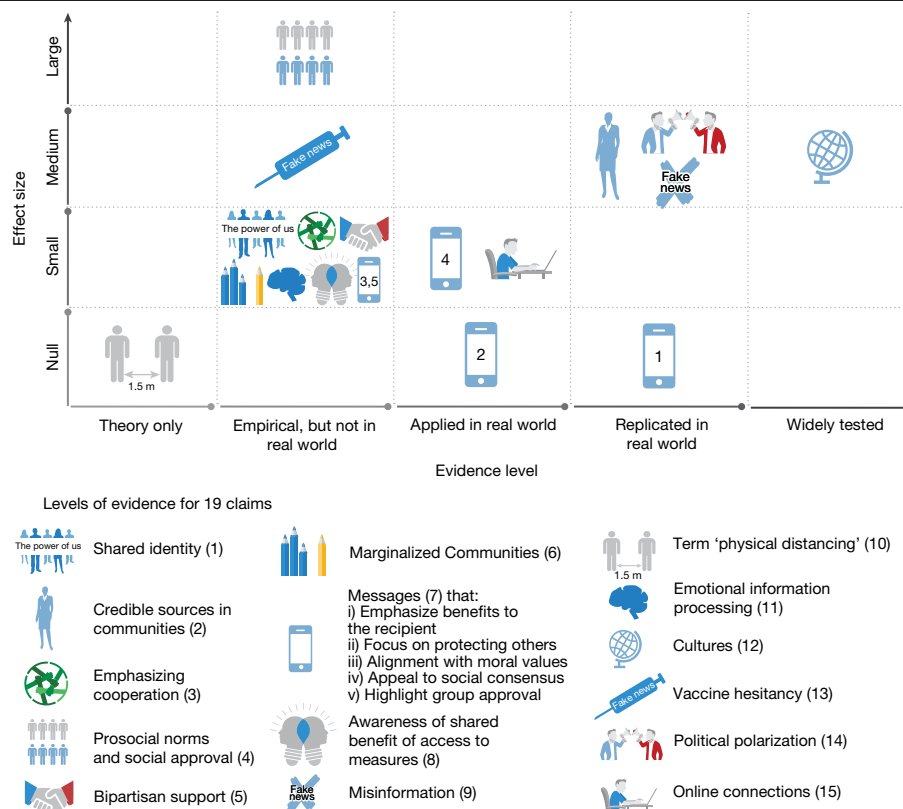 Effect size
Large
Medium
Small
Null
Fake news
Fake
news
The power of us
3,5
4
2
1
1.5 m
Theory only
Empirical, but not in
real world
Applied in real world
Replicated in
real world
Widely tested
Evidence level
Levels of evidence for 19 claims
The power of us
Shared identity (1)
Credible sources in
communities (2)
Emphasizing
cooperation (3)
Prosocial norms
and social approval (4)
Bipartisan support (5)
Marginalized Communities (6)
Messages (7) that:
i) Emphasize benefits to
the recipient
ii) Focus on protecting others
iii) Alignment with moral values
iv) Appeal to social consensus
v) Highlight group approval
Awareness of shared
benefit of access to
measures (8)
Fake
news
Misinformation (9)
1.5 m
Term ‘physical distancing’ (10)
Emotional information
processing (11)
Cultures (12)
Fake news
Vaccine hesitancy (13)
Political polarization (14)
Online connections (15)